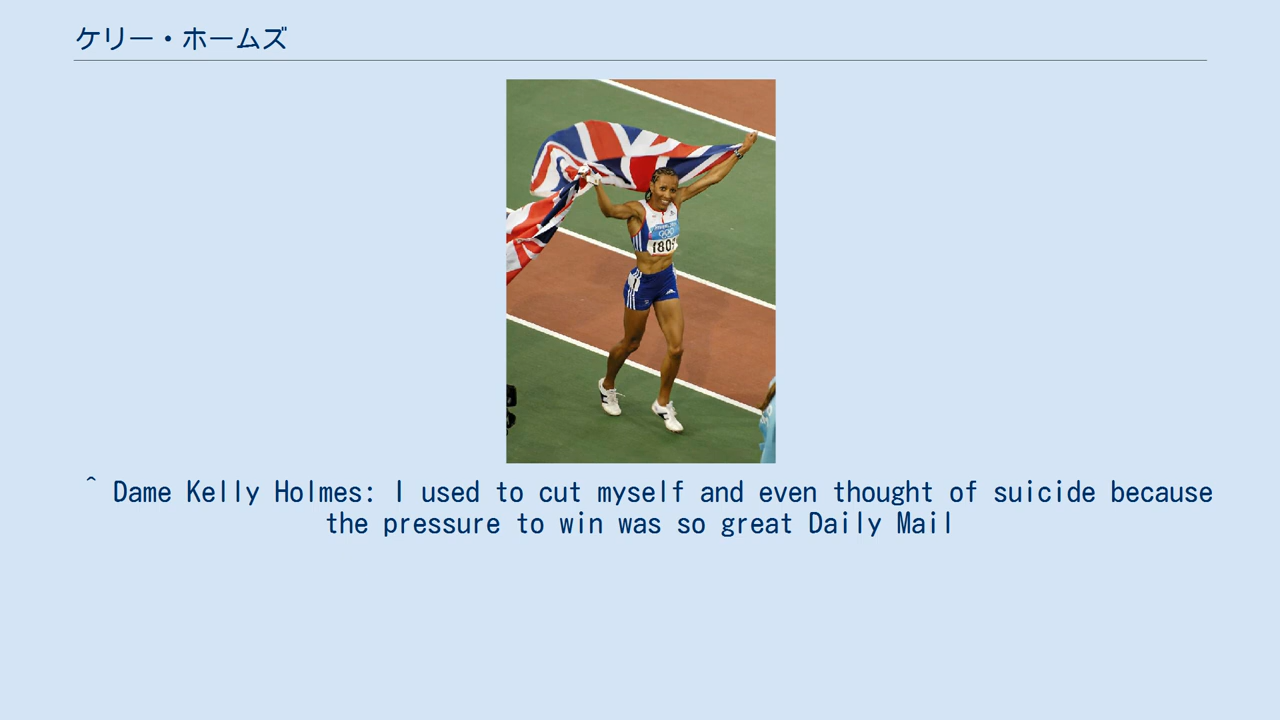 ケリー・ホームズ
1807
^ Dame Kelly Holmes: I used to cut myself and even thought of suicide because
the pressure to win was so great Daily Mail